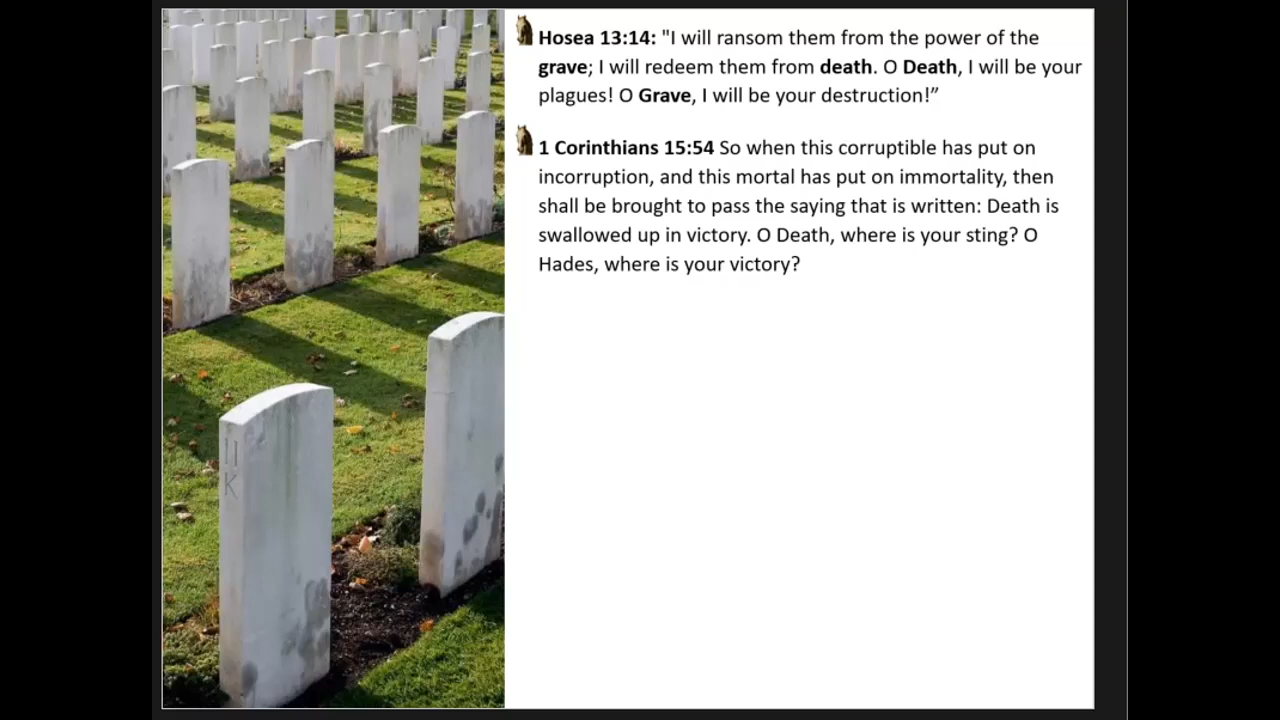 Hosea 13:14: "I will ransom them from the power of the
grave; I will redeem them from death. O Death, I will be your
plagues! O Grave, I will be your destruction!”
1 Corinthians 15:54 So when this corruptible has put on
incorruption, and this mortal has put on immortality, then
shall be brought to pass the saying that is written: Death is
swallowed up in victory. O Death, where is your sting? O
Hades, where is your victory?
II
K